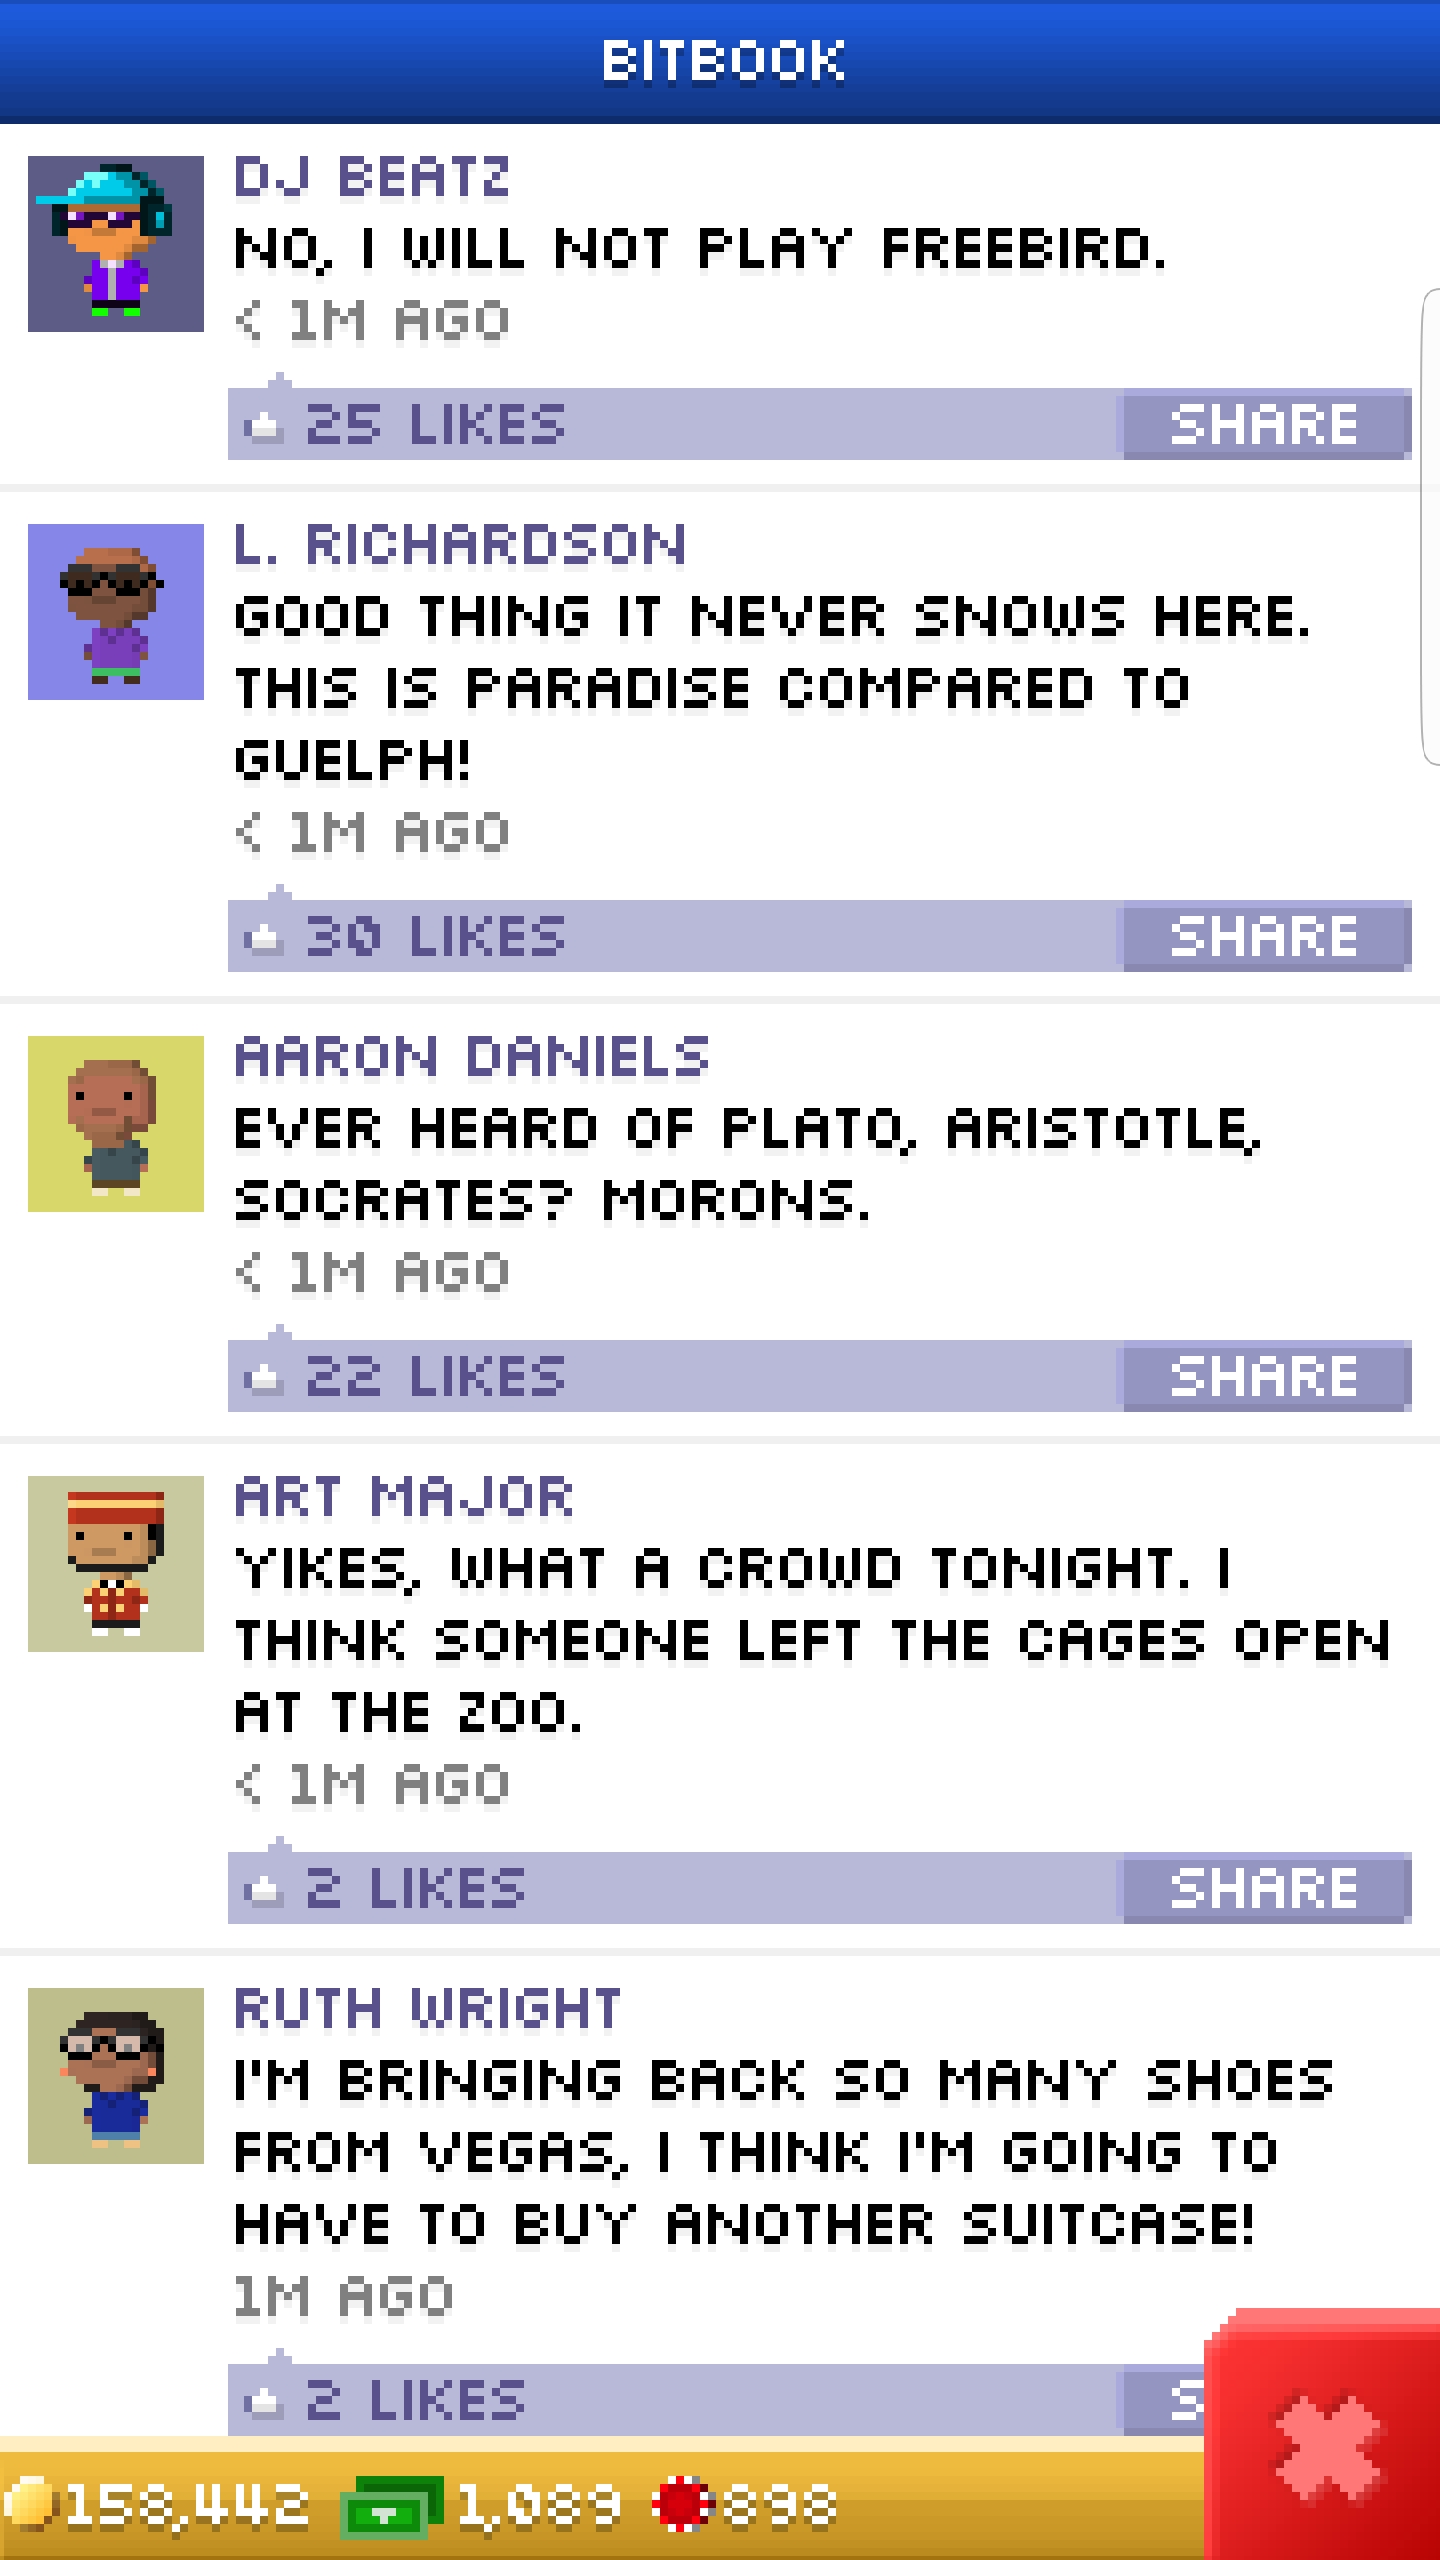 BITBOOK
DJ BEATZ
NO, I WILL NOT PLAY FREEBIRD.
< 1M AGO
25 LIKES SHARE
L. RICHARDSON
GOOD THING IT NEVER SNOWS HERE.
THIS IS PARADISE COMPARED TO
GUELPH!
< 1M AGO
30 LIKES SHARE
AARON DANIELS
EVER HEARD OF PLATO, ARISTOTLE,
SOCRATES? MORONS.
< 1M AGO
22 LIKES SHARE
ART MAJOR
YIKES, WHAT A CROWD TONIGHT. I
THINK SOMEONE LEFT THE CAGES OPEN
AT THE ZOO.
< 1M AGO
2 LIKES SHARE
RUTH WRIGHT
I'M BRINGING BACK SO MANY SHOES
FROM VEGAS, I THINK I'M GOING TO
HAVE TO BUY ANOTHER SUITCASE!
1M AGO
2 LIKES S
158,442 1,089 898